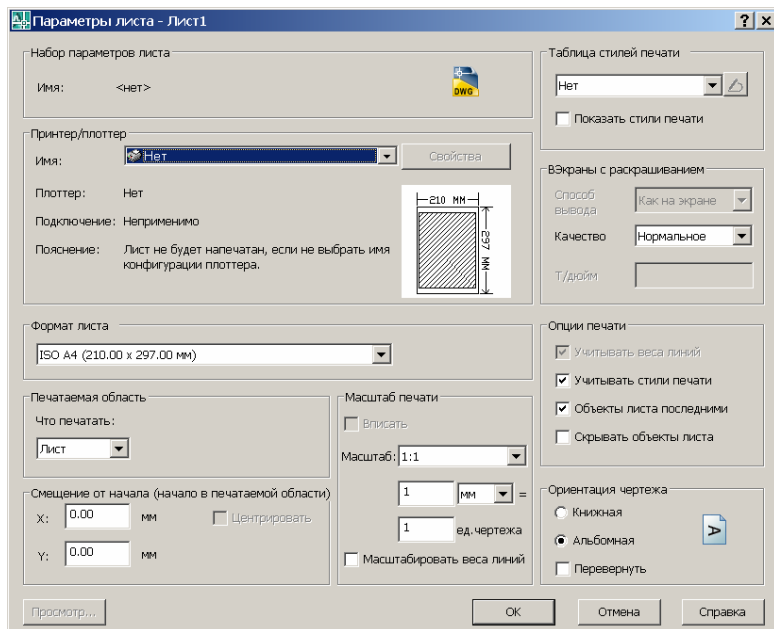 Параметры листа - Лист1
Набор параметров листа
Имя: <нет>
DWG
Принтер/плоттер
Имя: Нет Свойства
Плоттер: Нет
Подключение: Неприменимо
Пояснение: Лист не будет напечатан, если не выбрать имя
конфигурации плоттера.
210 MM
297 MM
Формат листа
ISO A4 (210.00 x 297.00 мм)
Печатаемая область
Что печатать:
Лист
Смещение от начала (начало в печатаемой области)
X: 0.00 мм Центрировать
Y: 0.00 мм
Масштаб печати
Вписать
Масштаб: 1:1
1 мм =
1 ед.чертежа
Масштабировать веса линий
Таблица стилей печати
Нет
Показать стили печати
ВЭкраны с раскрашиванием
Способ
вывода
Как на экране
Качество Нормальное
Т/дюйм
Опции печати
Учитывать веса линий
Учитывать стили печати
Объекты листа последними
Скрывать объекты листа
Ориентация чертежа
Книжная
Альбомная
Перевернуть
A
Просмотр... ОК Отмена Справка